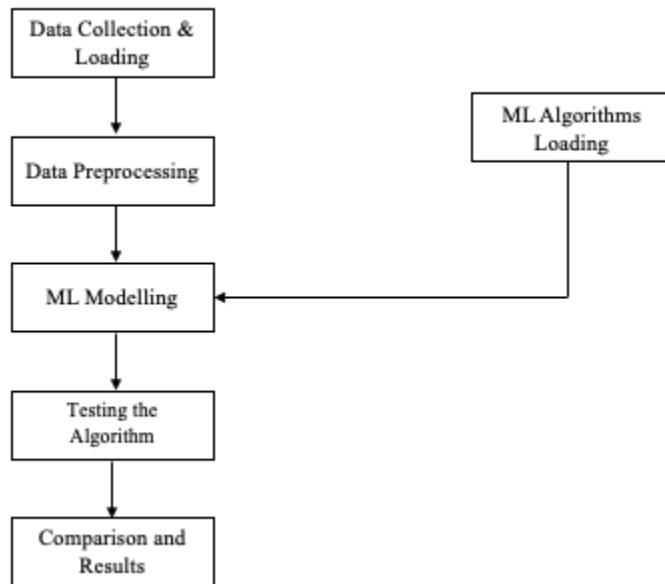 Data Collection &
Loading
ML Algorithms
Loading
Data Preprocessing
ML Modelling
Testing the
Algorithm
Comparison and
Results